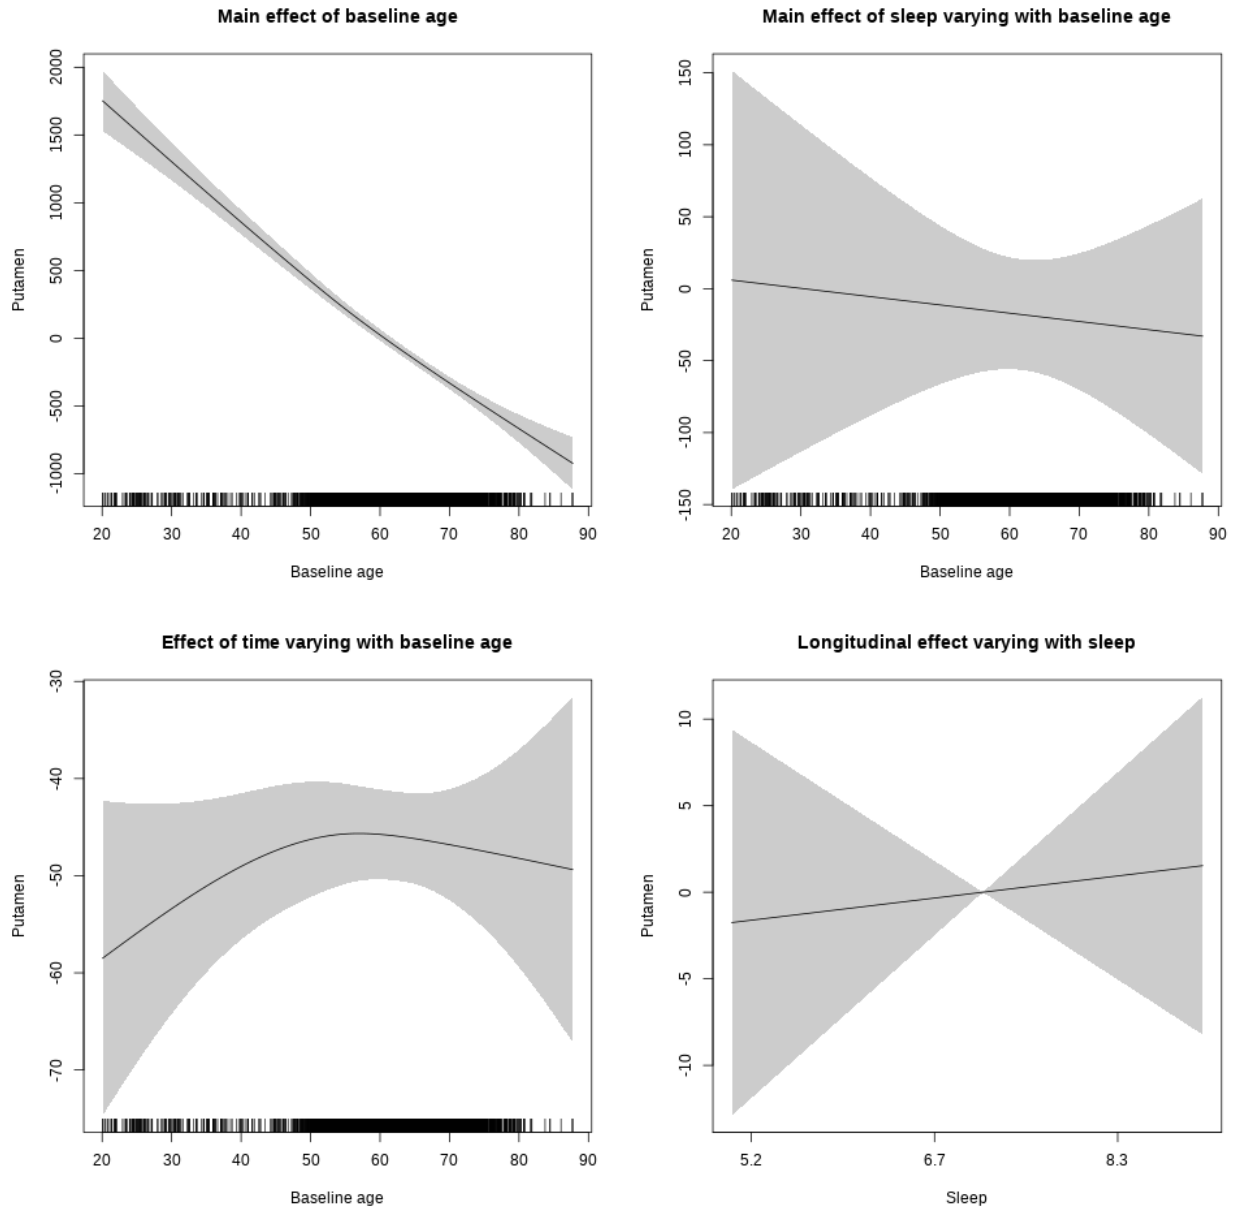 Main effect of baseline age
Putamen
2000
1500
1000
500
0
-500
-1000
20 30 40 50 60 70 80 90
Baseline age
Main effect of sleep varying with baseline age
Putamen
150
100
50
0
-50
-100
-150
20 30 40 50 60 70 80 90
Baseline age
Effect of time varying with baseline age
Putamen
-30
-40
-50
-60
-70
20 30 40 50 60 70 80 90
Baseline age
Longitudinal effect varying with sleep
Putamen
10
5
0
-5
-10
5.2 6.7 8.3
Sleep